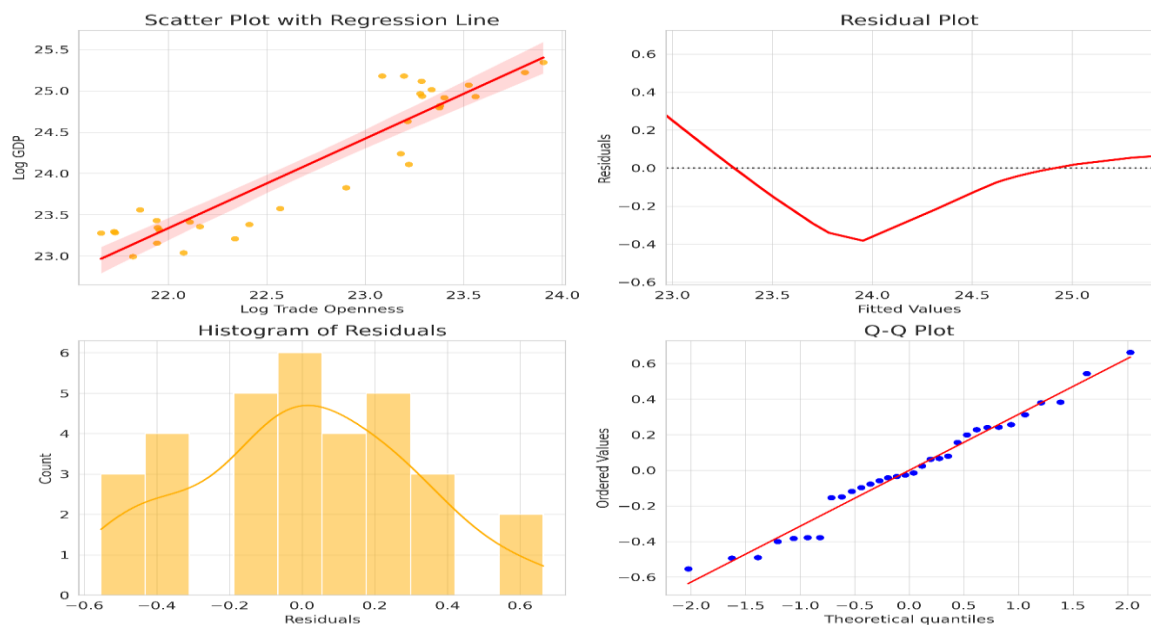 Scatter Plot with Regression Line
25.5
25.0
24.5
24.0
23.5
23.0
Log GDP
22.0 22.5 23.0 23.5 24.0
Log Trade Openness
Residual Plot
0.6
0.4
0.2
0.0
−0.2
−0.4
−0.6
Residuals
23.0 23.5 24.0 24.5 25.0
Fitted Values
Histogram of Residuals
6
5
4
3
2
1
0
Count
−0.6 −0.4 −0.2 0.0 0.2 0.4 0.6
Residuals
Q-Q Plot
0.6
0.4
0.2
0.0
−0.2
−0.4
−0.6
Ordered Values
−2.0 −1.5 −1.0 −0.5 0.0 0.5 1.0 1.5 2.0
Theoretical quantiles